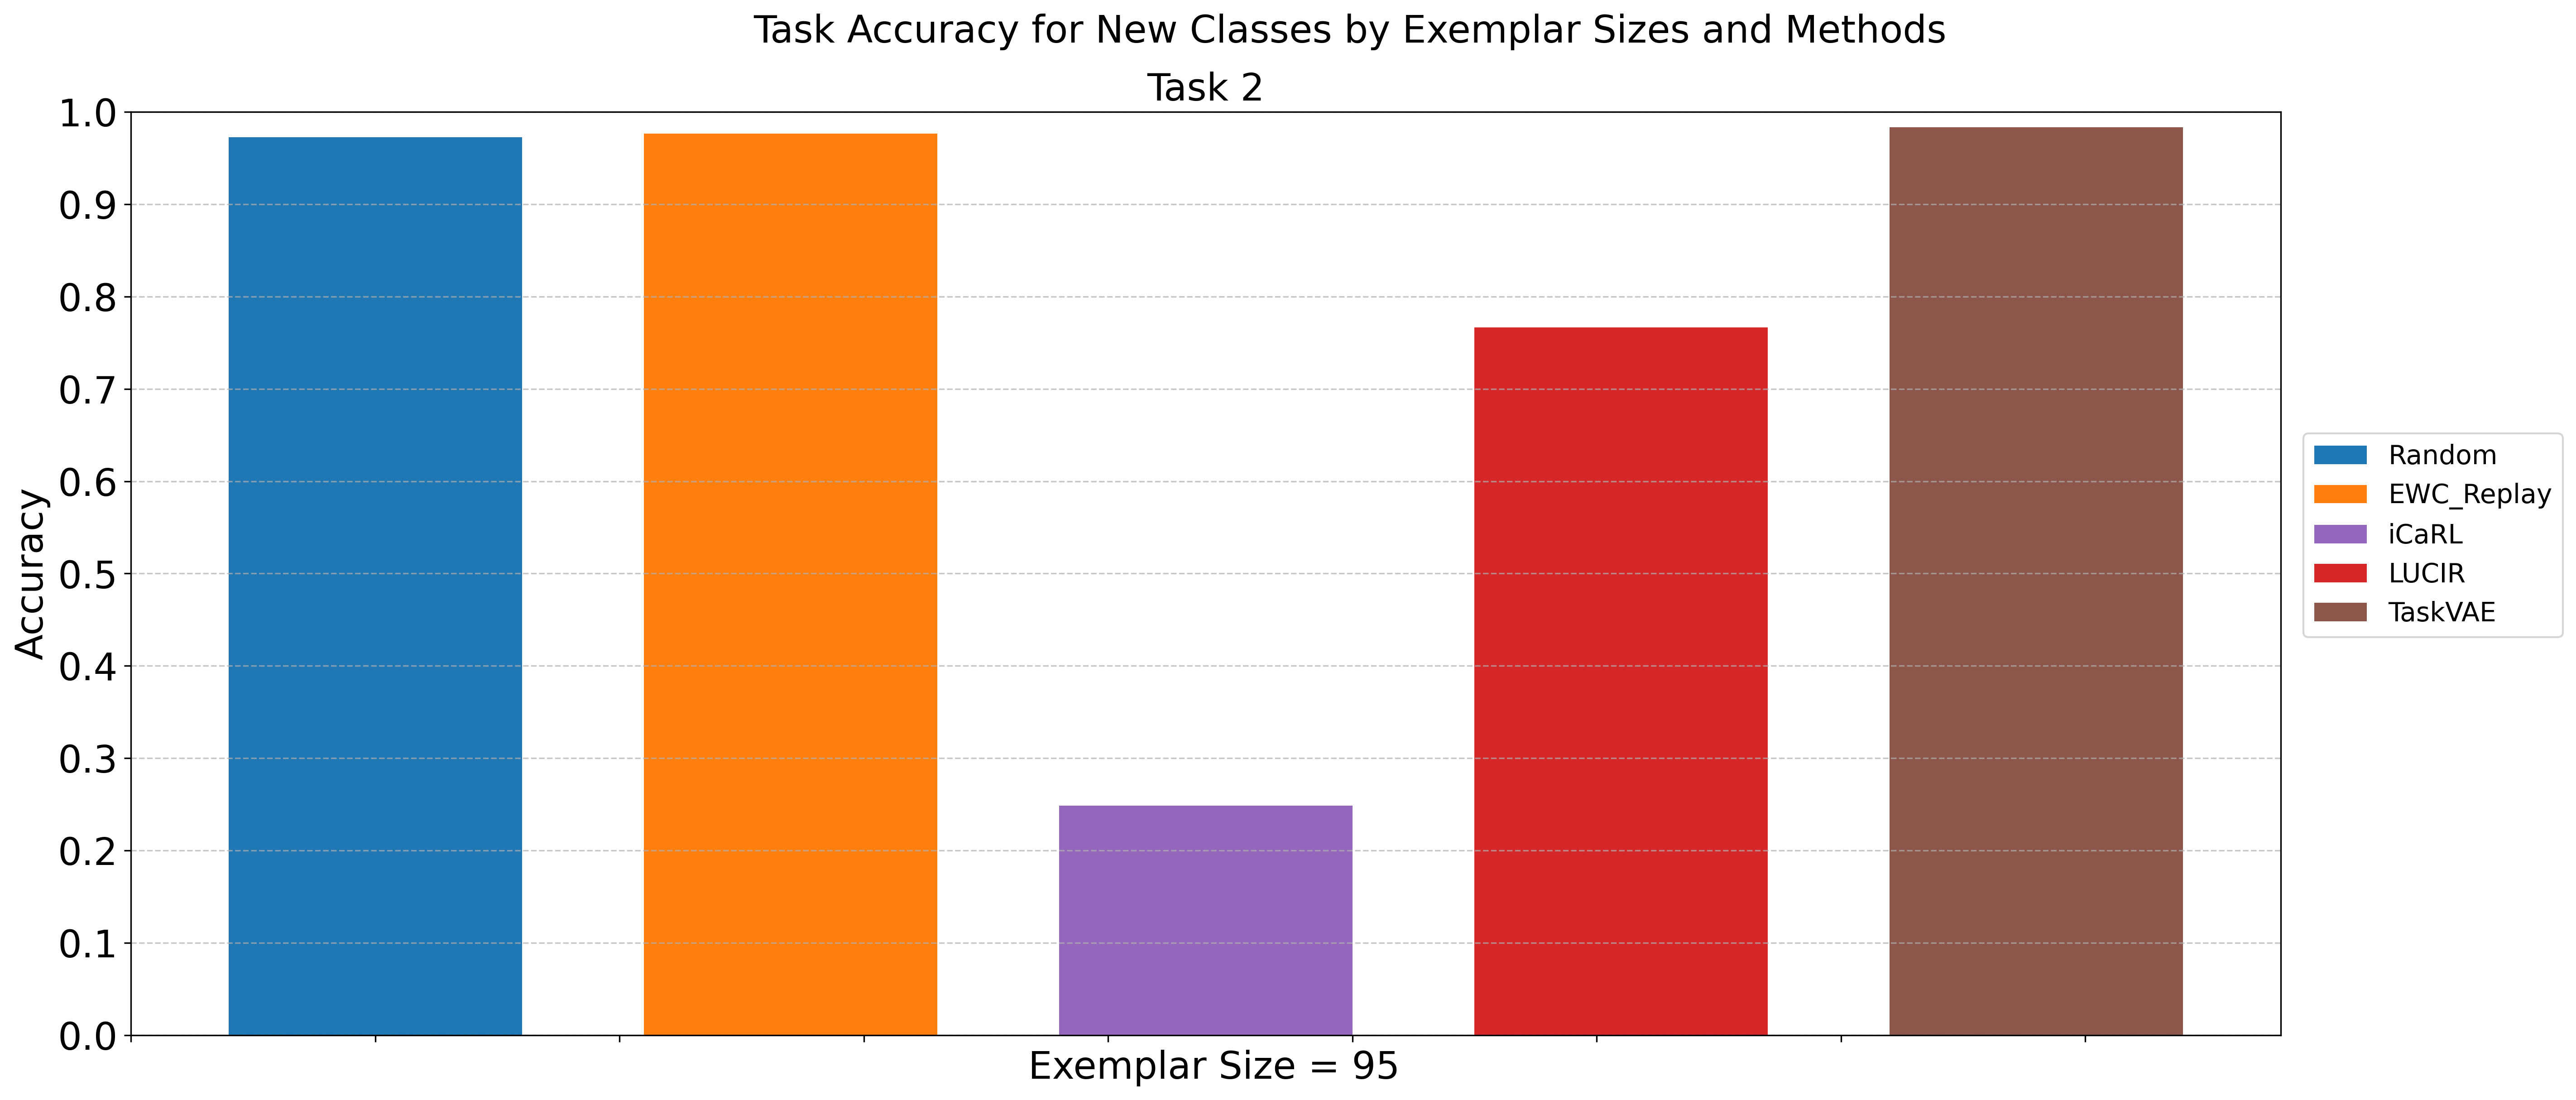 Task Accuracy for New Classes by Exemplar Sizes and Methods
Task 2
1.0
0.9
0.8
0.7
0.6
0.5
0.4
0.3
0.2
0.1
0.0
Accuracy
Exemplar Size = 95
Random
EWC_Replay
iCaRL
LUCIR
TaskVAE